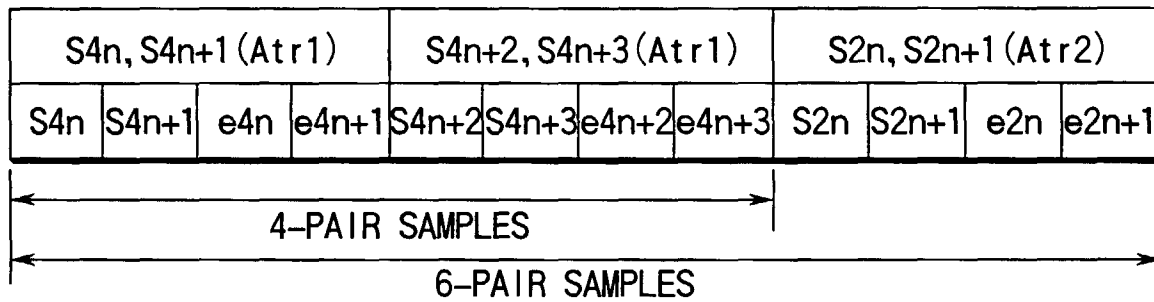 S4n, S4n+1(Atr1) S4n+2, S4n+3(Atr1) S2n, S2n+1(Atr2)
S4n S4n+1 e4n e4n+1 S4n+2 S4n+3 e4n+2 e4n+3 S2n S2n+1 e2n e2n+1
4-PAIR SAMPLES
6-PAIR SAMPLES